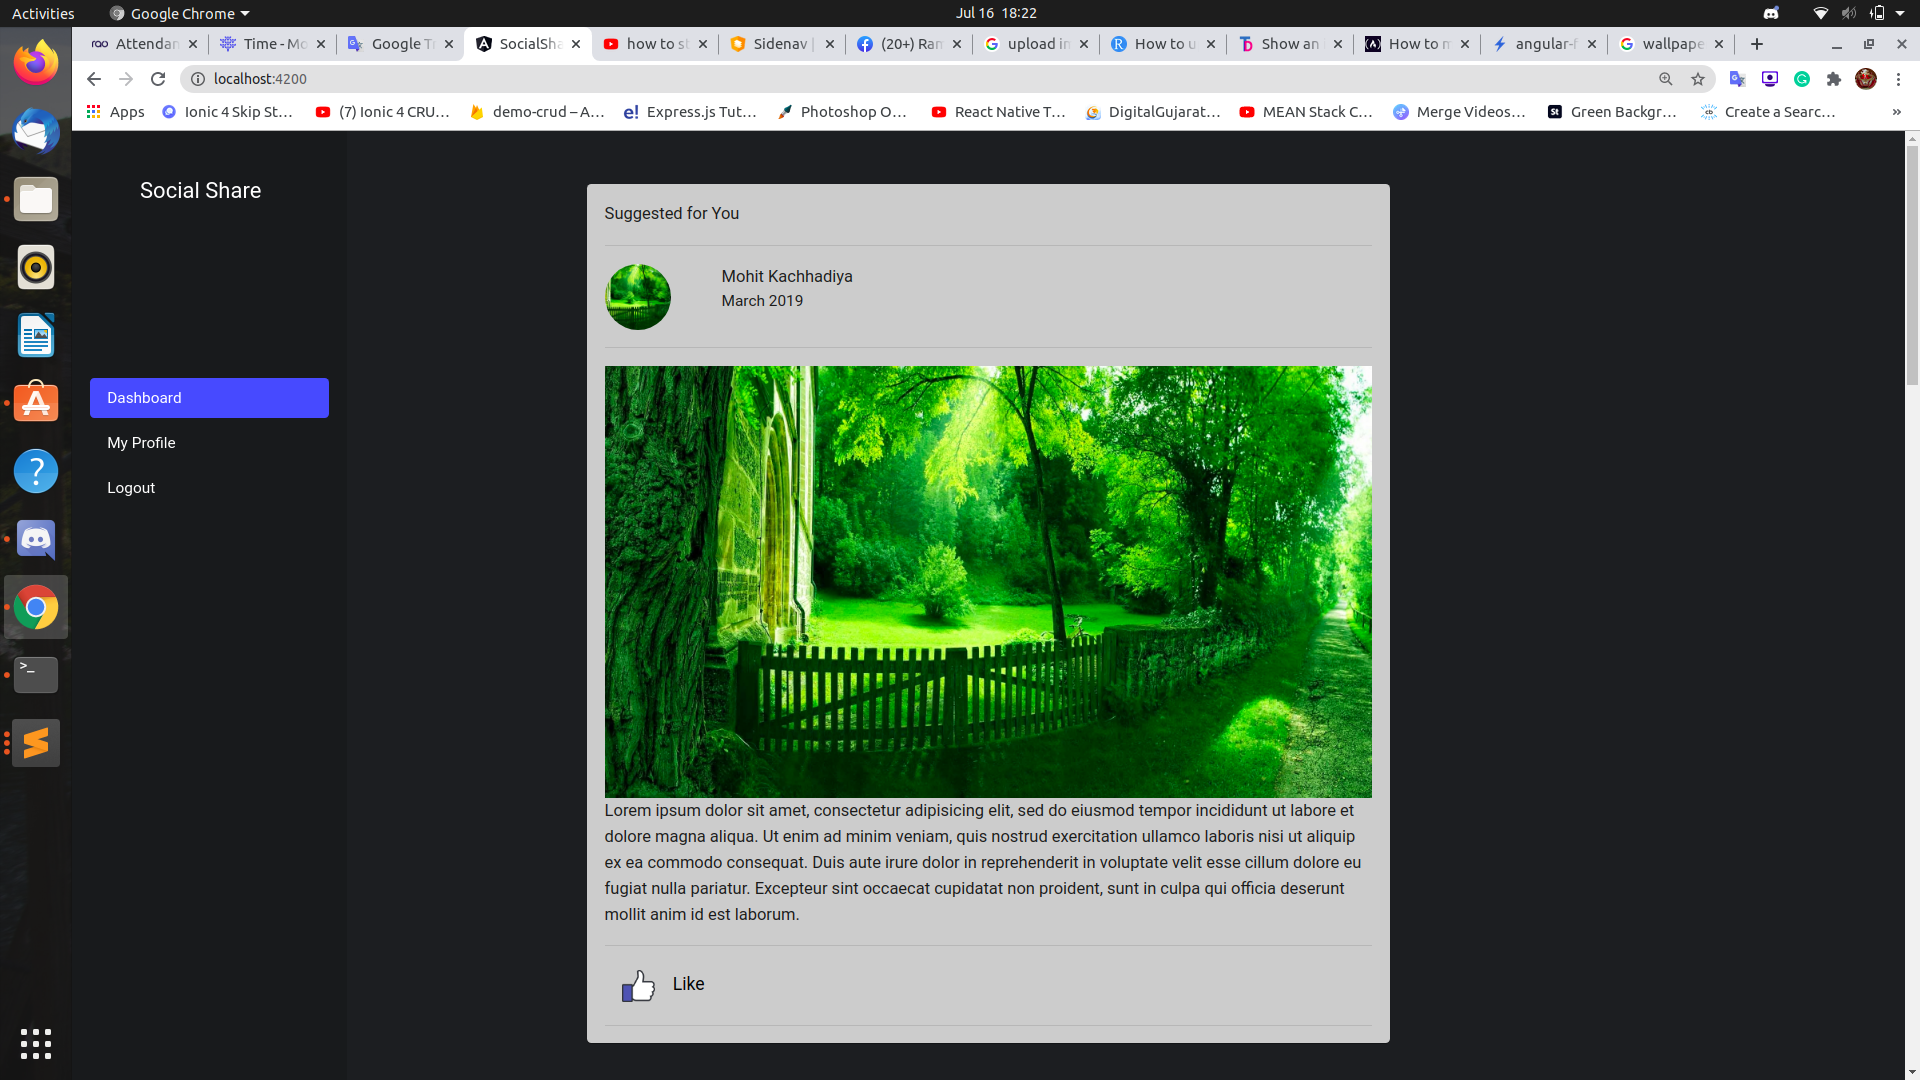 Activities
Google Chrome
Jul 16 18:22
Attendan
Time - Mo
Google Tr
SocialSha
how to st
Sidenav |
(20+) Ran
upload in
How to u
Show an
How to m
angular-f
wallpape
localhost:4200
Apps
Ionic 4 Skip St...
(7) Ionic 4 CRU...
demo-crud – A...
Express.js Tut...
Photoshop O...
React Native T...
DigitalGujarat...
MEAN Stack C...
Merge Videos...
Green Backgr...
Create a Searc...
»
Social Share
Dashboard
My Profile
Logout
Suggested for You
Mohit Kachhadiya
March 2019
Lorem ipsum dolor sit amet, consectetur adipisicing elit, sed do eiusmod tempor incididunt ut labore et
dolore magna aliqua. Ut enim ad minim veniam, quis nostrud exercitation ullamco laboris nisi ut aliquip
ex ea commodo consequat. Duis aute irure dolor in reprehenderit in voluptate velit esse cillum dolore eu
fugiat nulla pariatur. Excepteur sint occaecat cupidatat non proident, sunt in culpa qui officia deserunt
mollit anim id est laborum.
Like